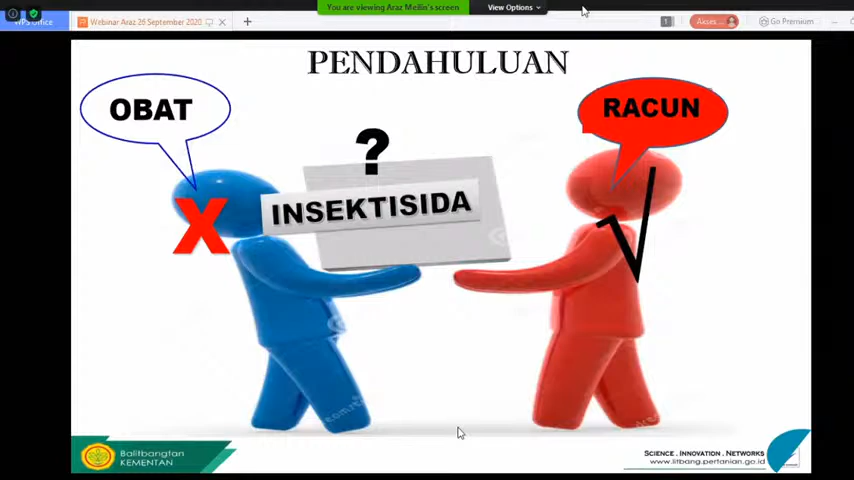 You are viewing Araz Meilin's screen
View Options
WPS Office
Webinar Araz 26 September 2020
1
Go Premium
PENDAHULUAN
OBAT
RACUN
?
INSEKTISIDA
X
√
Balitbangtan
KEMENTAN
SCIENCE . INNOVATION . NETWORKS
www.litbang.pertanian.go.id